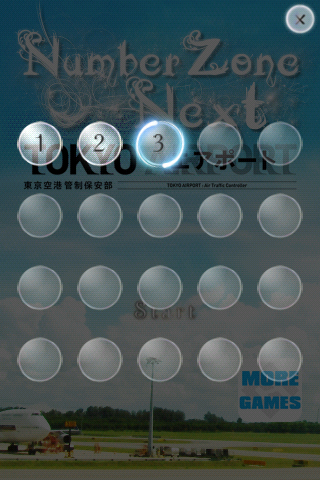 Number Zone
Next
1 2 3
TOKYO エアポート
東京空港管制保安部
TOKYO AIRPORT : Air Traffic Controller
Start
MORE
GAMES